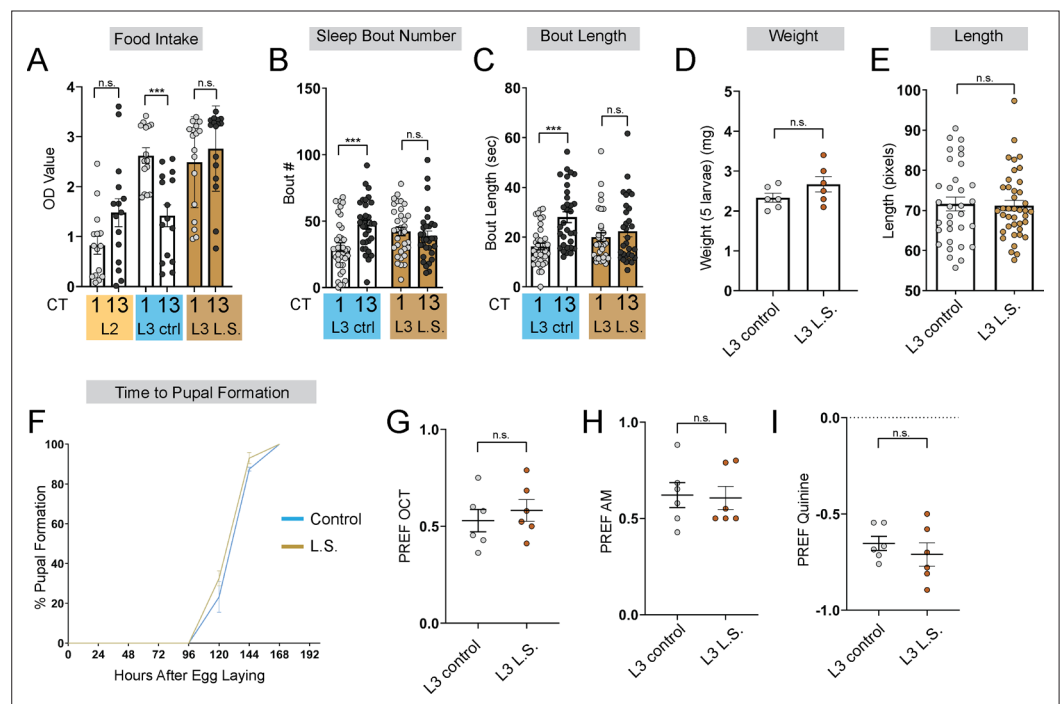 Food Intake
Sleep Bout Number
Bout Length
Weight
Length
A
B
C
D
E
OD Value
4
3
2
1
0
n.s.
***
n.s.
CT
1 13
1 13
1 13
L2
L3 ctrl
L3 L.S.
Bout #
150
100
50
0
***
n.s.
CT
1 13
1 13
L3 ctrl
L3 L.S.
Bout Length (sec)
80
60
40
20
0
***
n.s.
CT
1 13
1 13
L3 ctrl
L3 L.S.
Weight (5 larvae) (mg)
5
4
3
2
1
0
n.s.
L3 control
L3 L.S.
Length (pixels)
100
90
80
70
60
50
n.s.
L3 control
L3 L.S.
Time to Pupal Formation
F
G
H
I
% Pupal Formation
100
80
60
40
20
0
0 24 48 72 96 120 144 168 192
Hours After Egg Laying
Control
L.S.
PREF OCT
1.0
0.5
0.0
n.s.
L3 control
L3 L.S.
PREF AM
1.0
0.5
0.0
n.s.
L3 control
L3 L.S.
PREF Quinine
0.0
-0.5
-1.0
n.s.
L3 control
L3 L.S.